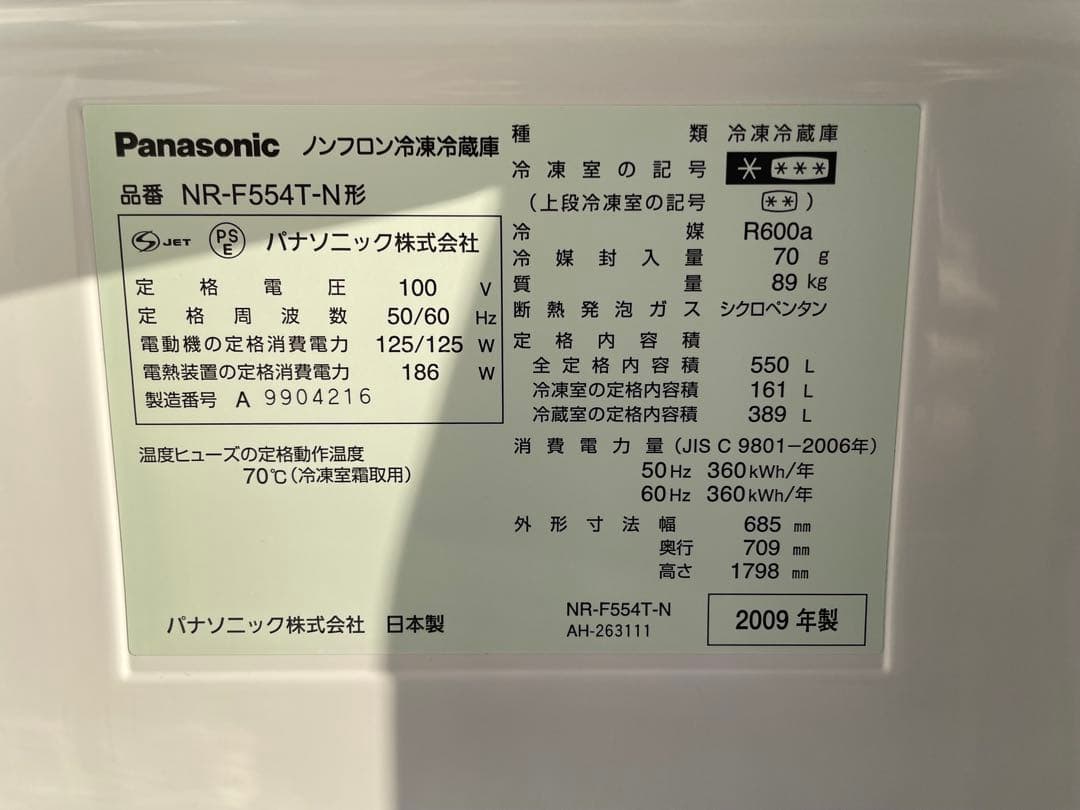 Panasonic ノンフロン冷凍冷蔵庫
品番 NR-F554T-N形
JET PSE パナソニック株式会社
定格電圧 100 V
定格周波数 50/60 Hz
電動機の定格消費電力 125/125 W
電熱装置の定格消費電力 186 W
製造番号 A 9904216
温度ヒューズの定格動作温度
70℃(冷凍室霜取用)
パナソニック株式会社 日本製
種類 冷凍冷蔵庫
冷凍室の記号 * ***
(上段冷凍室の記号 **)
冷媒 R600a
冷媒封入量 70 g
質量 89 kg
断熱発泡ガス シクロペンタン
定格内容積
全定格内容積 550 L
冷凍室の定格内容積 161 L
冷蔵室の定格内容積 389 L
消費電力量(JIS C 9801-2006年)
50Hz 360kWh/年
60Hz 360kWh/年
外形寸法幅 685 mm
奥行 709 mm
高さ 1798 mm
NR-F554T-N
AH-263111
2009年製